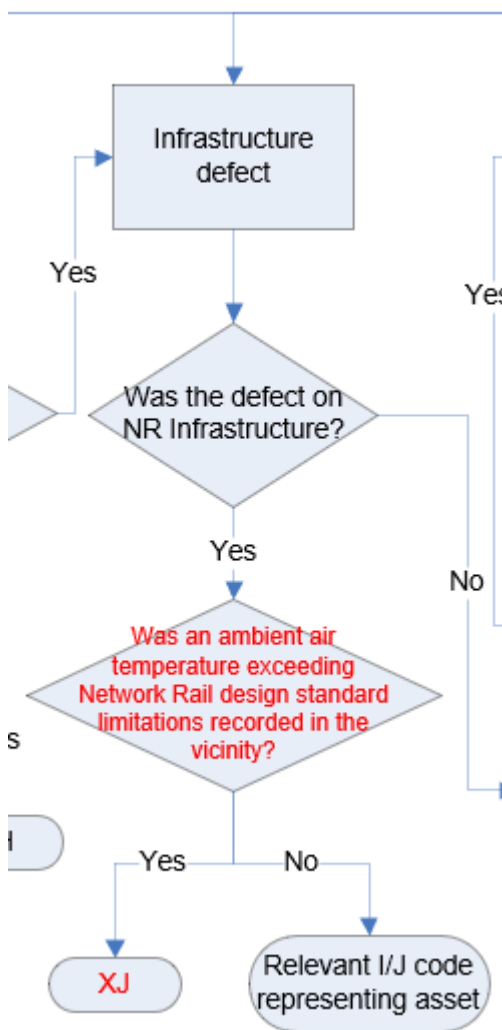 Infrastructure
defect
Yes
Yes
Was the defect on
NR Infrastructure?
Yes
No
Was an ambient air
temperature exceeding
Network Rail design standard
limitations recorded in the
vicinity?
s
H
Yes
No
XJ
Relevant I/J code
representing asset